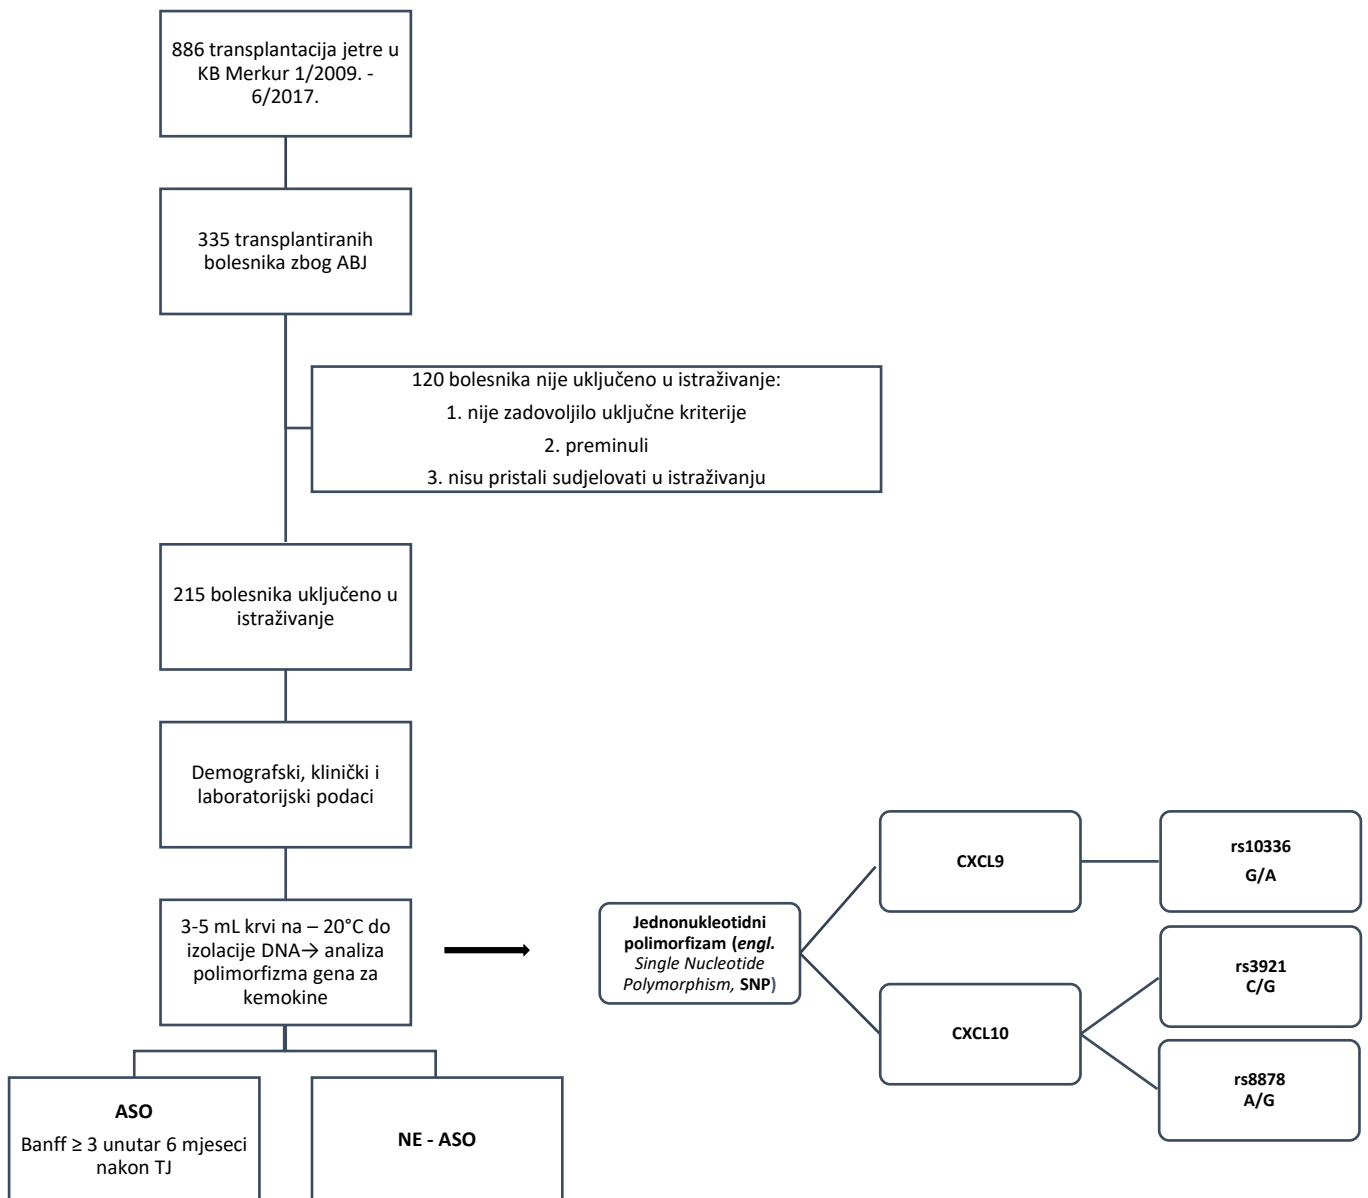 886 transplantacija jetre u
KB Merkur 1/2009. -
6/2017.
335 transplantiranih
bolesnika zbog ABJ
120 bolesnika nije uključeno u istraživanje:
1. nije zadovoljilo uključne kriterije
2. preminuli
3. nisu pristali sudjelovati u istraživanju
215 bolesnika uključeno u
istraživanje
Demografski, klinički i
laboratorijski podaci
3-5 mL krvi na – 20°C do
izolacije DNA→ analiza
polimorfizma gena za
kemokine
ASO
Banff ≥ 3 unutar 6 mjeseci
nakon TJ
NE - ASO
Jednonukleotidni
polimorfizam (engl.
Single Nucleotide
Polymorphism, SNP)
CXCL9
rs10336
G/A
CXCL10
rs3921
C/G
rs8878
A/G